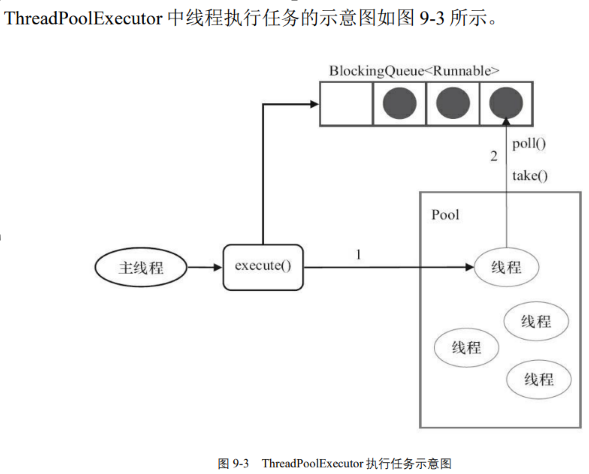 ThreadPoolExecutor 中线程执行任务的示意图如图 9-3 所示。
BlockingQueue<Runnable>
poll()
2
take()
Pool
主线程
execute()
1
线程
线程
线程
线程
图 9-3 ThreadPoolExecutor 执行任务示意图